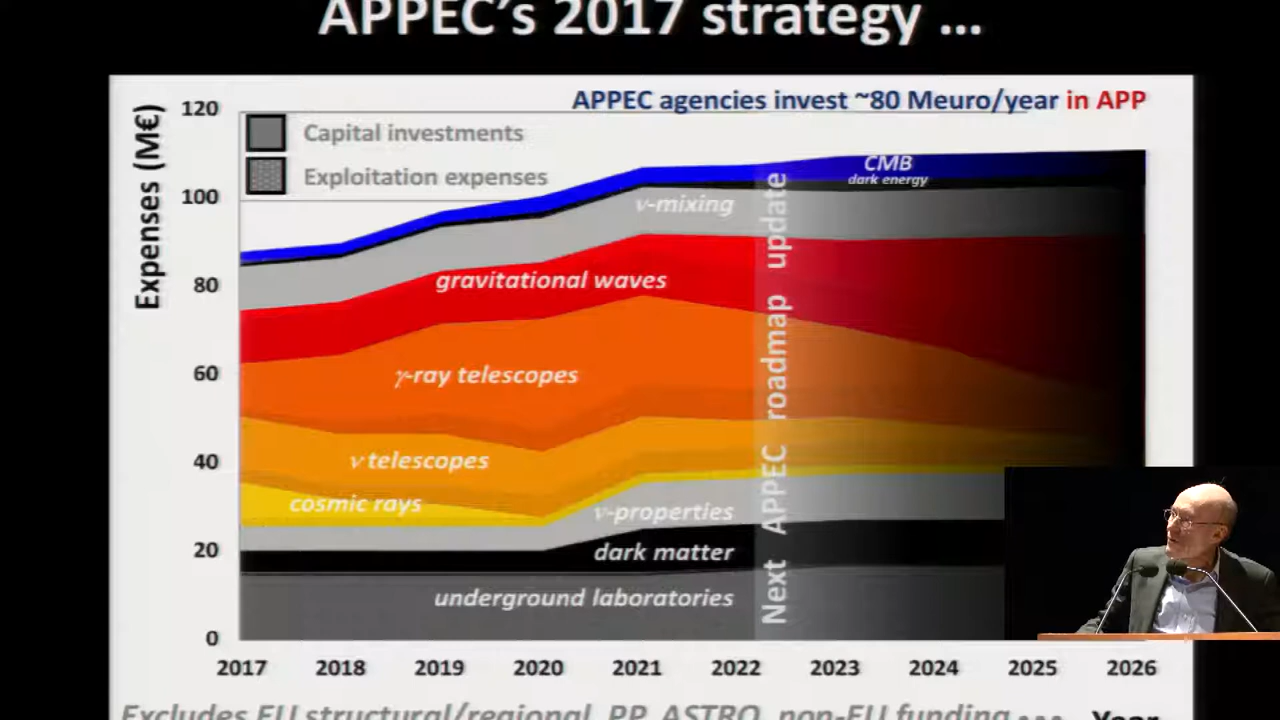 APPEC's 2017 strategy ...
APPEC agencies invest ~80 Meuro/year in APP
Expenses (M€)
120
100
80
60
40
20
0
Capital investments
Exploitation expenses
CMB
dark energy
ν-mixing
gravitational waves
γ-ray telescopes
ν telescopes
cosmic rays
ν-properties
dark matter
underground laboratories
Next APPEC roadmap update
2017 2018 2019 2020 2021 2022 2023 2024 2025 2026
Excludes EU structural/regional, PP, ASTRO, non-EU funding ... Year